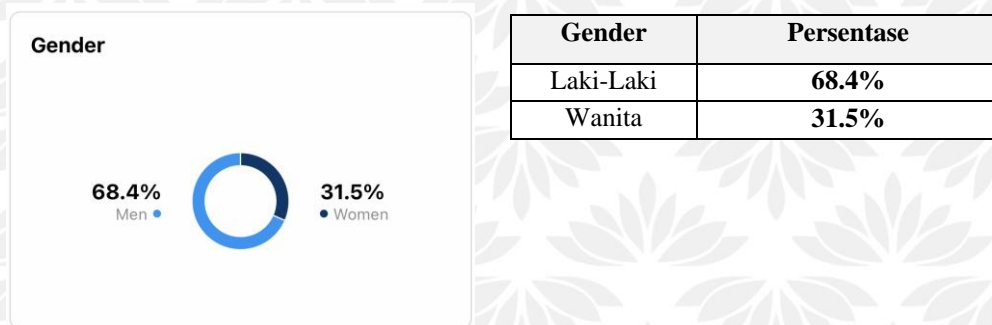 Gender
68.4%
Men
31.5%
Women
Gender Persentase
Laki-Laki 68.4%
Wanita 31.5%